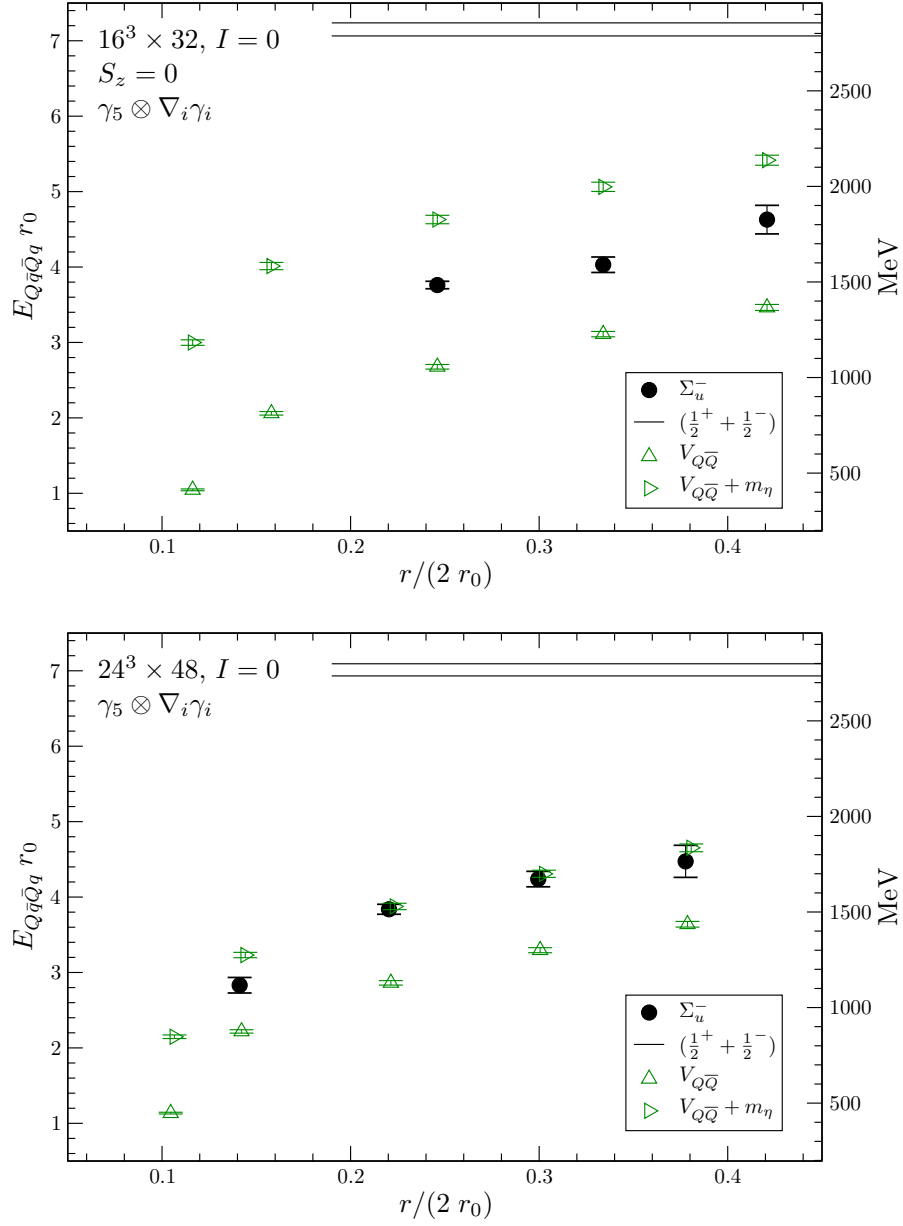 16³ × 32, I = 0
S_z = 0
γ₅ ⊗ ∇ᵢγᵢ
7
6
5
4
3
2
1
E_{Qq̄Q̄q} r₀
2500
2000
1500
1000
500
MeV
Σ_u^-
(½⁺ + ½⁻)
V_{QQ̄}
V_{QQ̄} + m_η
0.1
0.2
0.3
0.4
r/(2 r₀)
24³ × 48, I = 0
γ₅ ⊗ ∇ᵢγᵢ
7
6
5
4
3
2
1
E_{Qq̄Q̄q} r₀
2500
2000
1500
1000
500
MeV
Σ_u^-
(½⁺ + ½⁻)
V_{QQ̄}
V_{QQ̄} + m_η
0.1
0.2
0.3
0.4
r/(2 r₀)